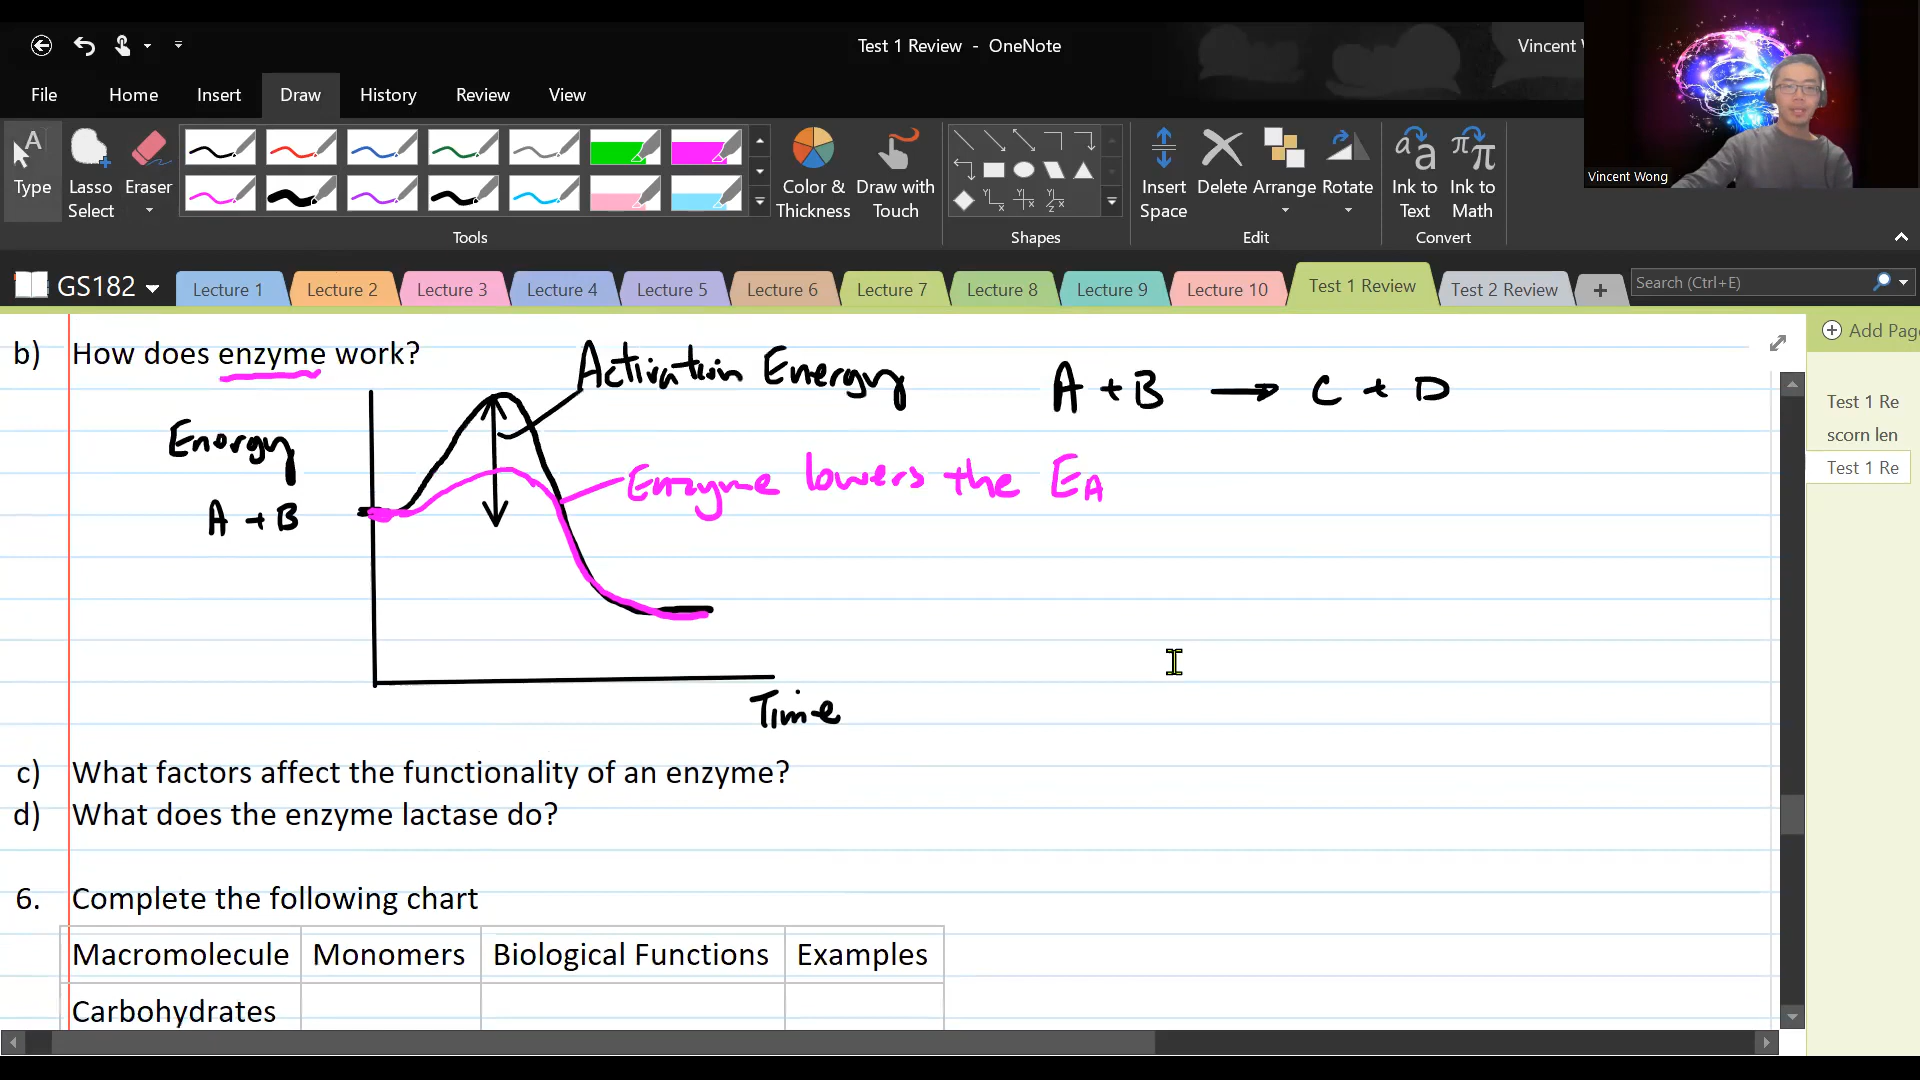 Test 1 Review - OneNote
Vincent W
File Home Insert Draw History Review View
Type
Lasso Select
Eraser
Color & Thickness
Draw with Touch
Insert Space
Delete
Arrange
Rotate
Ink to Text
Ink to Math
Tools Shapes Edit Convert
Vincent Wong
GS182
Lecture 1 Lecture 2 Lecture 3 Lecture 4 Lecture 5 Lecture 6 Lecture 7 Lecture 8 Lecture 9 Lecture 10 Test 1 Review Test 2 Review
Search (Ctrl+E)
Add Pag
Test 1 Re
scorn len
Test 1 Re
b) How does enzyme work?
Activation Energy
A + B → C + D
Energy
Enzyme lowers the EA
A + B
Time
c) What factors affect the functionality of an enzyme?
d) What does the enzyme lactase do?
6. Complete the following chart
Macromolecule Monomers Biological Functions Examples
Carbohydrates